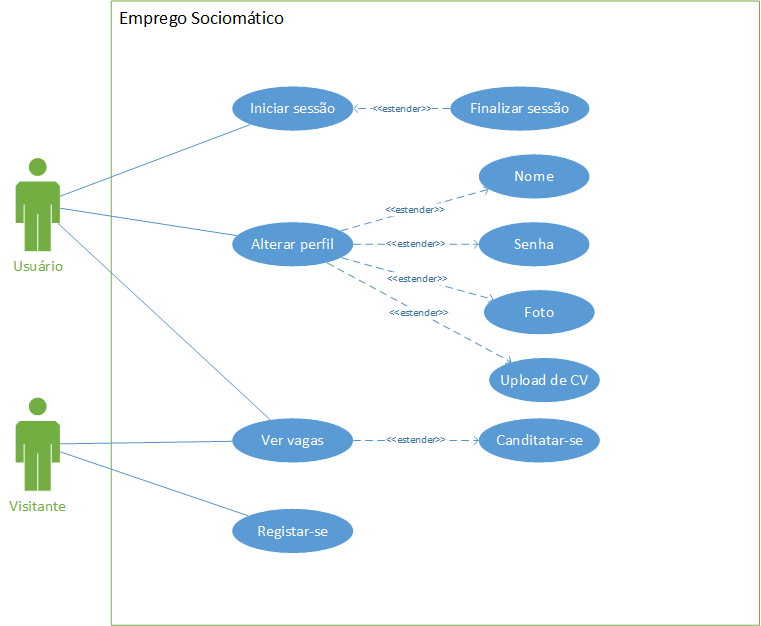 Emprego Sociomático
Iniciar sessão
<<estender>>
Finalizar sessão
Nome
<<estender>>
Alterar perfil
<<estender>>
Senha
Usuário
<<estender>>
Foto
<<estender>>
Upload de CV
Ver vagas
<<estender>>
Canditatar-se
Visitante
Registar-se